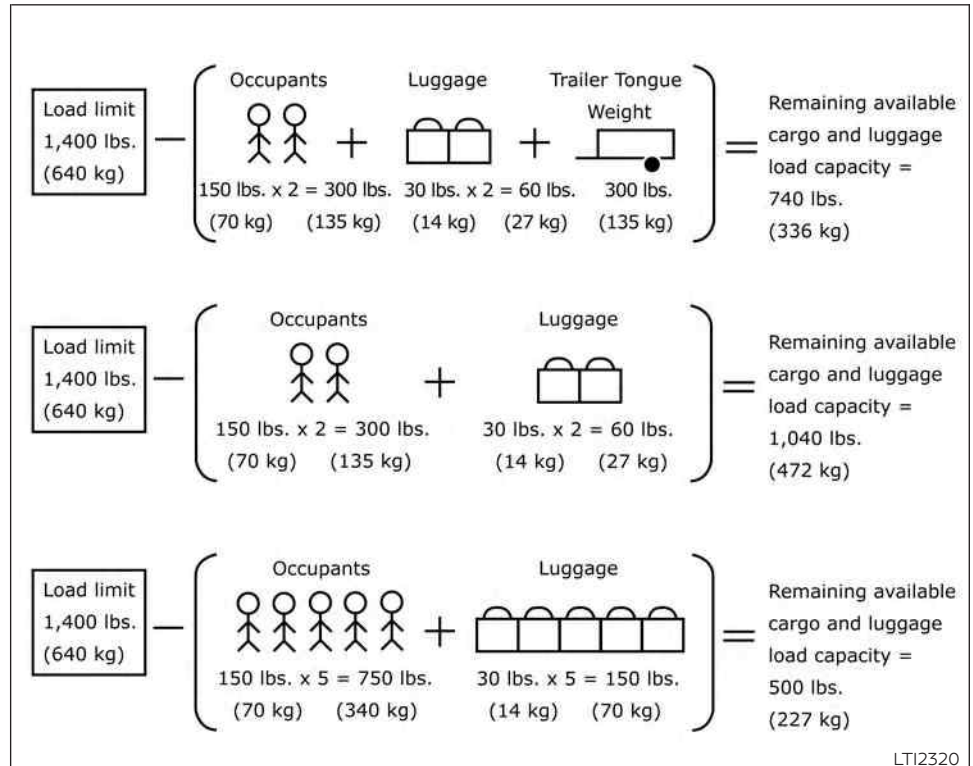 Occupants
Luggage
Trailer Tongue
Weight
Load limit
1,400 lbs.
(640 kg)
−
+
+
=
150 lbs. x 2 = 300 lbs.
(70 kg) (135 kg)
30 lbs. x 2 = 60 lbs.
(14 kg) (27 kg)
300 lbs.
(135 kg)
Remaining available
cargo and luggage
load capacity =
740 lbs.
(336 kg)
Occupants
Luggage
Load limit
1,400 lbs.
(640 kg)
−
+
=
150 lbs. x 2 = 300 lbs.
(70 kg) (135 kg)
30 lbs. x 2 = 60 lbs.
(14 kg) (27 kg)
Remaining available
cargo and luggage
load capacity =
1,040 lbs.
(472 kg)
Occupants
Luggage
Load limit
1,400 lbs.
(640 kg)
−
+
=
150 lbs. x 5 = 750 lbs.
(70 kg) (340 kg)
30 lbs. x 5 = 150 lbs.
(14 kg) (70 kg)
Remaining available
cargo and luggage
load capacity =
500 lbs.
(227 kg)
LTI2320